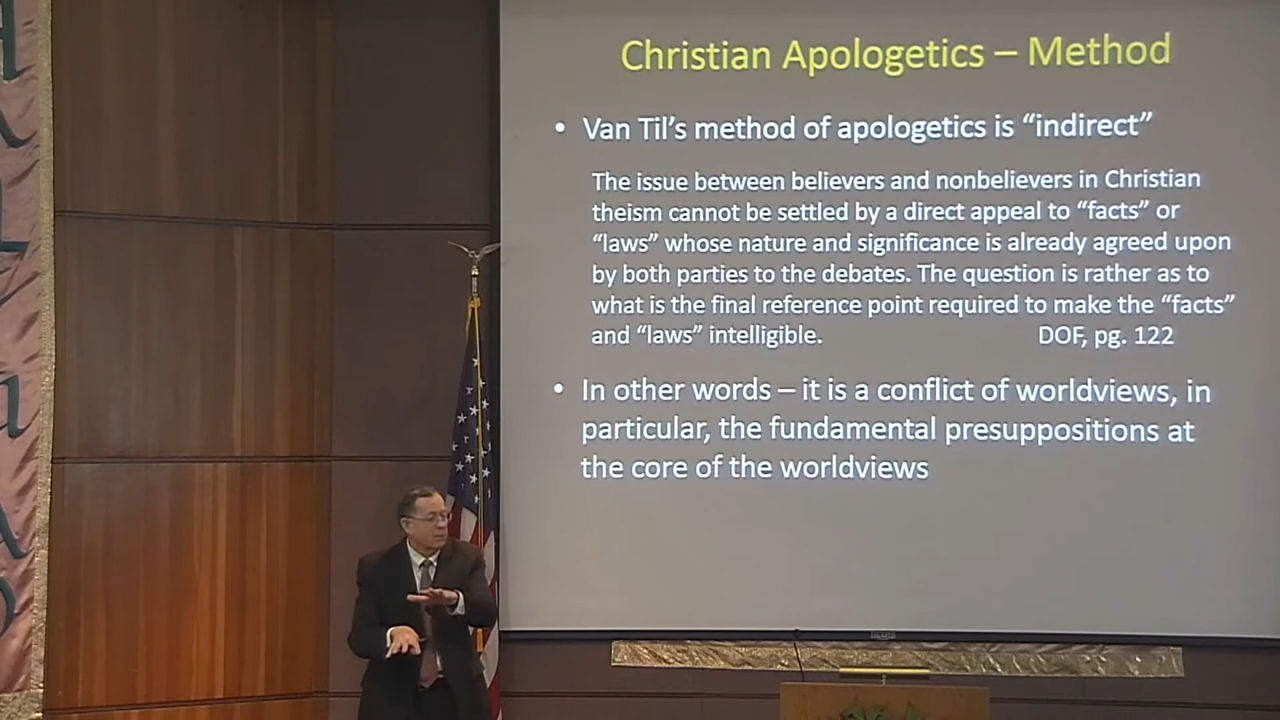 Christian Apologetics – Method
• Van Til’s method of apologetics is “indirect”
The issue between believers and nonbelievers in Christian
theism cannot be settled by a direct appeal to “facts” or
“laws” whose nature and significance is already agreed upon
by both parties to the debates. The question is rather as to
what is the final reference point required to make the “facts”
and “laws” intelligible. DOF, pg. 122
• In other words – it is a conflict of worldviews, in
particular, the fundamental presuppositions at
the core of the worldviews